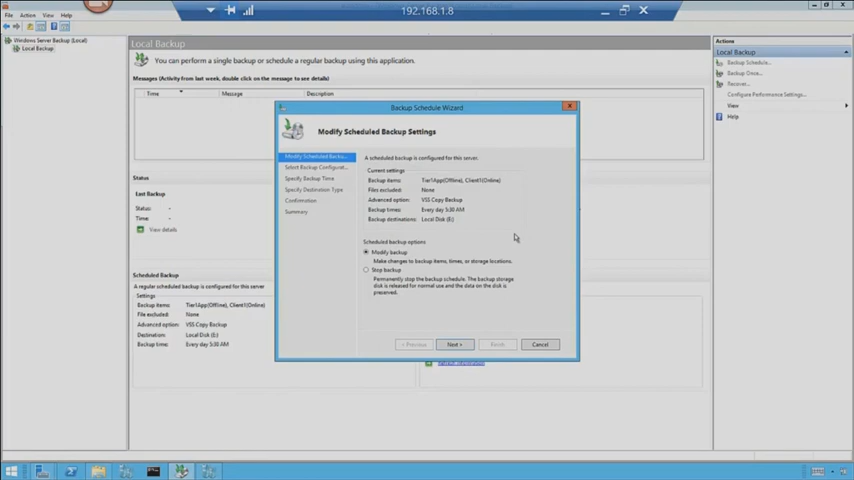 192.168.1.8
File Action View Help
Windows Server Backup (Local)
Local Backup
Local Backup
You can perform a single backup or schedule a regular backup using this application.
Messages (Activity from last week, double click on the message to see details)
Time Message Description
Status
Last Backup
Status: -
Time: -
View details
Scheduled Backup
A regular scheduled backup is configured for this server
Settings
Backup items: Tier1App(Offline), Client1(Online)
Files excluded: None
Advanced option: VSS Copy Backup
Destination: Local Disk (E:)
Backup time: Every day 5:30 AM
Refresh information
Backup Schedule Wizard
Modify Scheduled Backup Settings
Modify Scheduled Backu...
Select Backup Configurat...
Specify Backup Time
Specify Destination Type
Confirmation
Summary
A scheduled backup is configured for this server.
Current settings
Backup items: Tier1App(Offline), Client1(Online)
Files excluded: None
Advanced option: VSS Copy Backup
Backup times: Every day 5:30 AM
Backup destinations: Local Disk (E:)
Scheduled backup options
Modify backup
Make changes to backup items, times, or storage locations.
Stop backup
Permanently stop the backup schedule. The backup storage
disk is released for normal use and the data on the disk is
preserved.
< Previous Next > Finish Cancel
Actions
Local Backup
Backup Schedule...
Backup Once...
Recover...
Configure Performance Settings...
View
Help